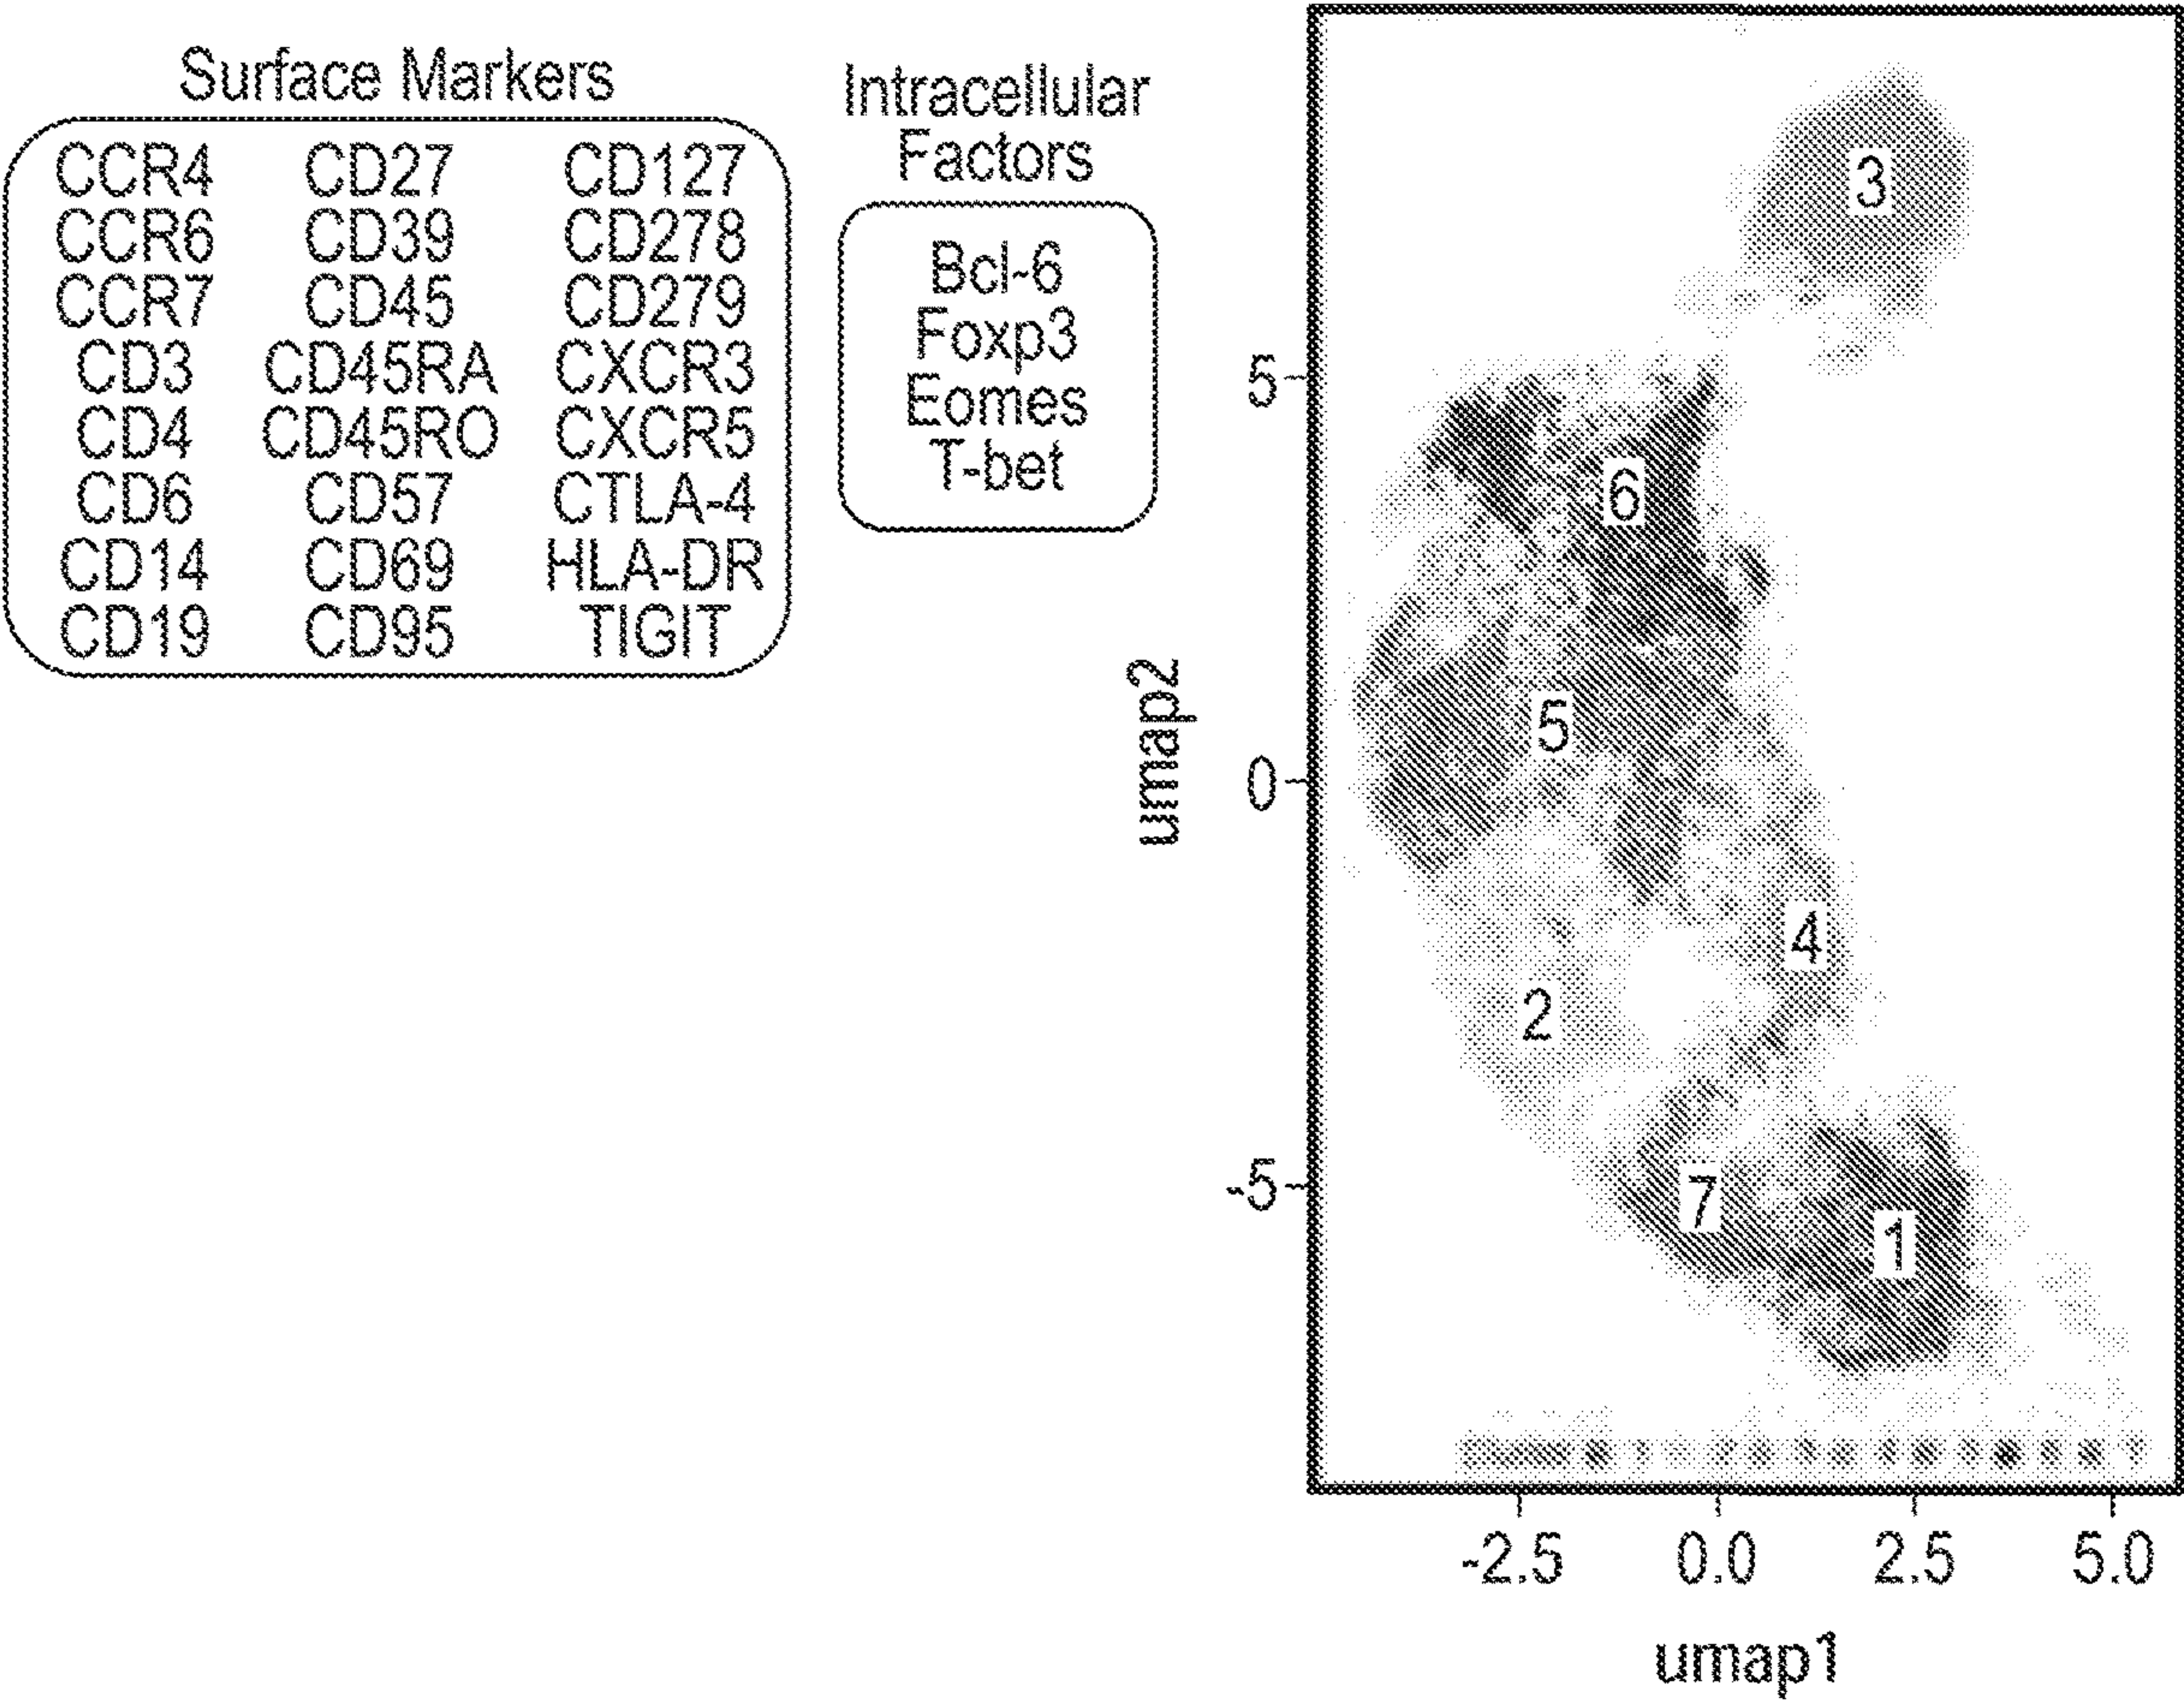 Surface Markers
CCR4 CD27 CD127
CCR6 CD39 CD278
CCR7 CD45 CD279
CD3 CD45RA CXCR3
CD4 CD45RO CXCR5
CD6 CD57 CTLA-4
CD14 CD69 HLA-DR
CD19 CD95 TIGIT
Intracellular
Factors
Bcl-6
Foxp3
Eomes
T-bet
umap2
5
0
-5
3
6
5
4
2
7
1
-2.5 0.0 2.5 5.0
umap1